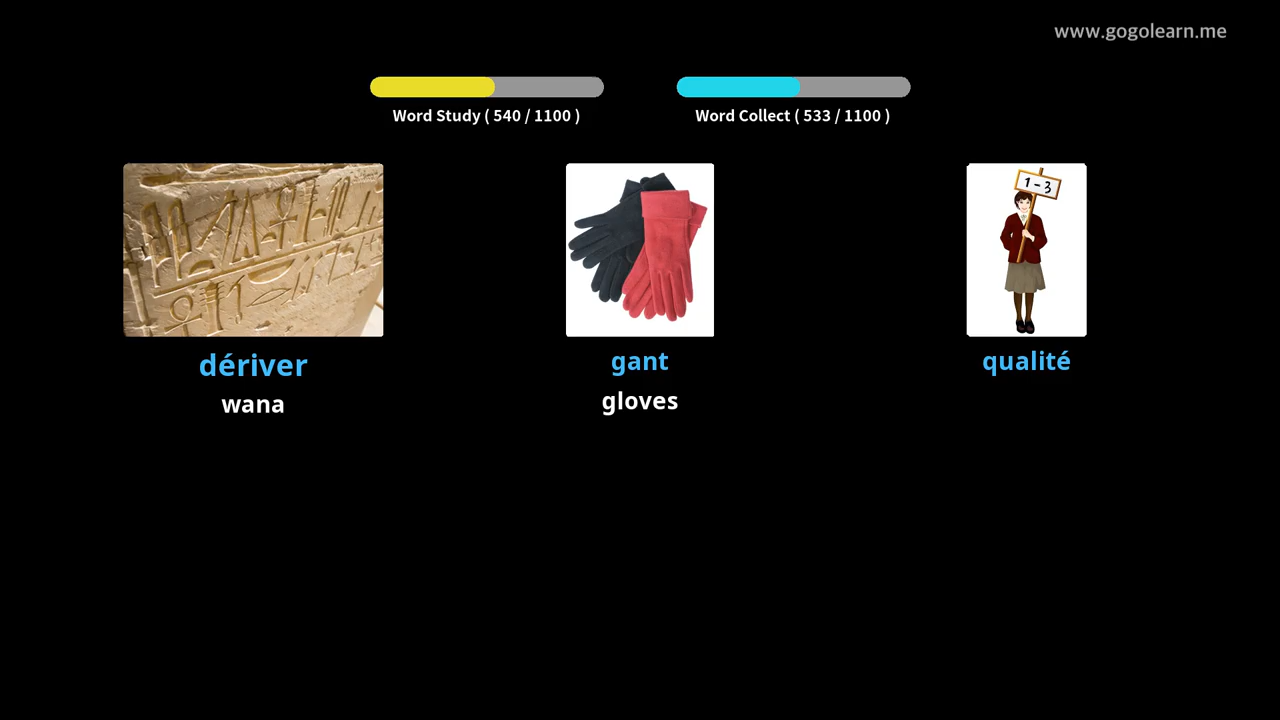 www.gogolearn.me
Word Study ( 540 / 1100 )
Word Collect ( 533 / 1100 )
1-3
dériver
gant
qualité
wana
gloves